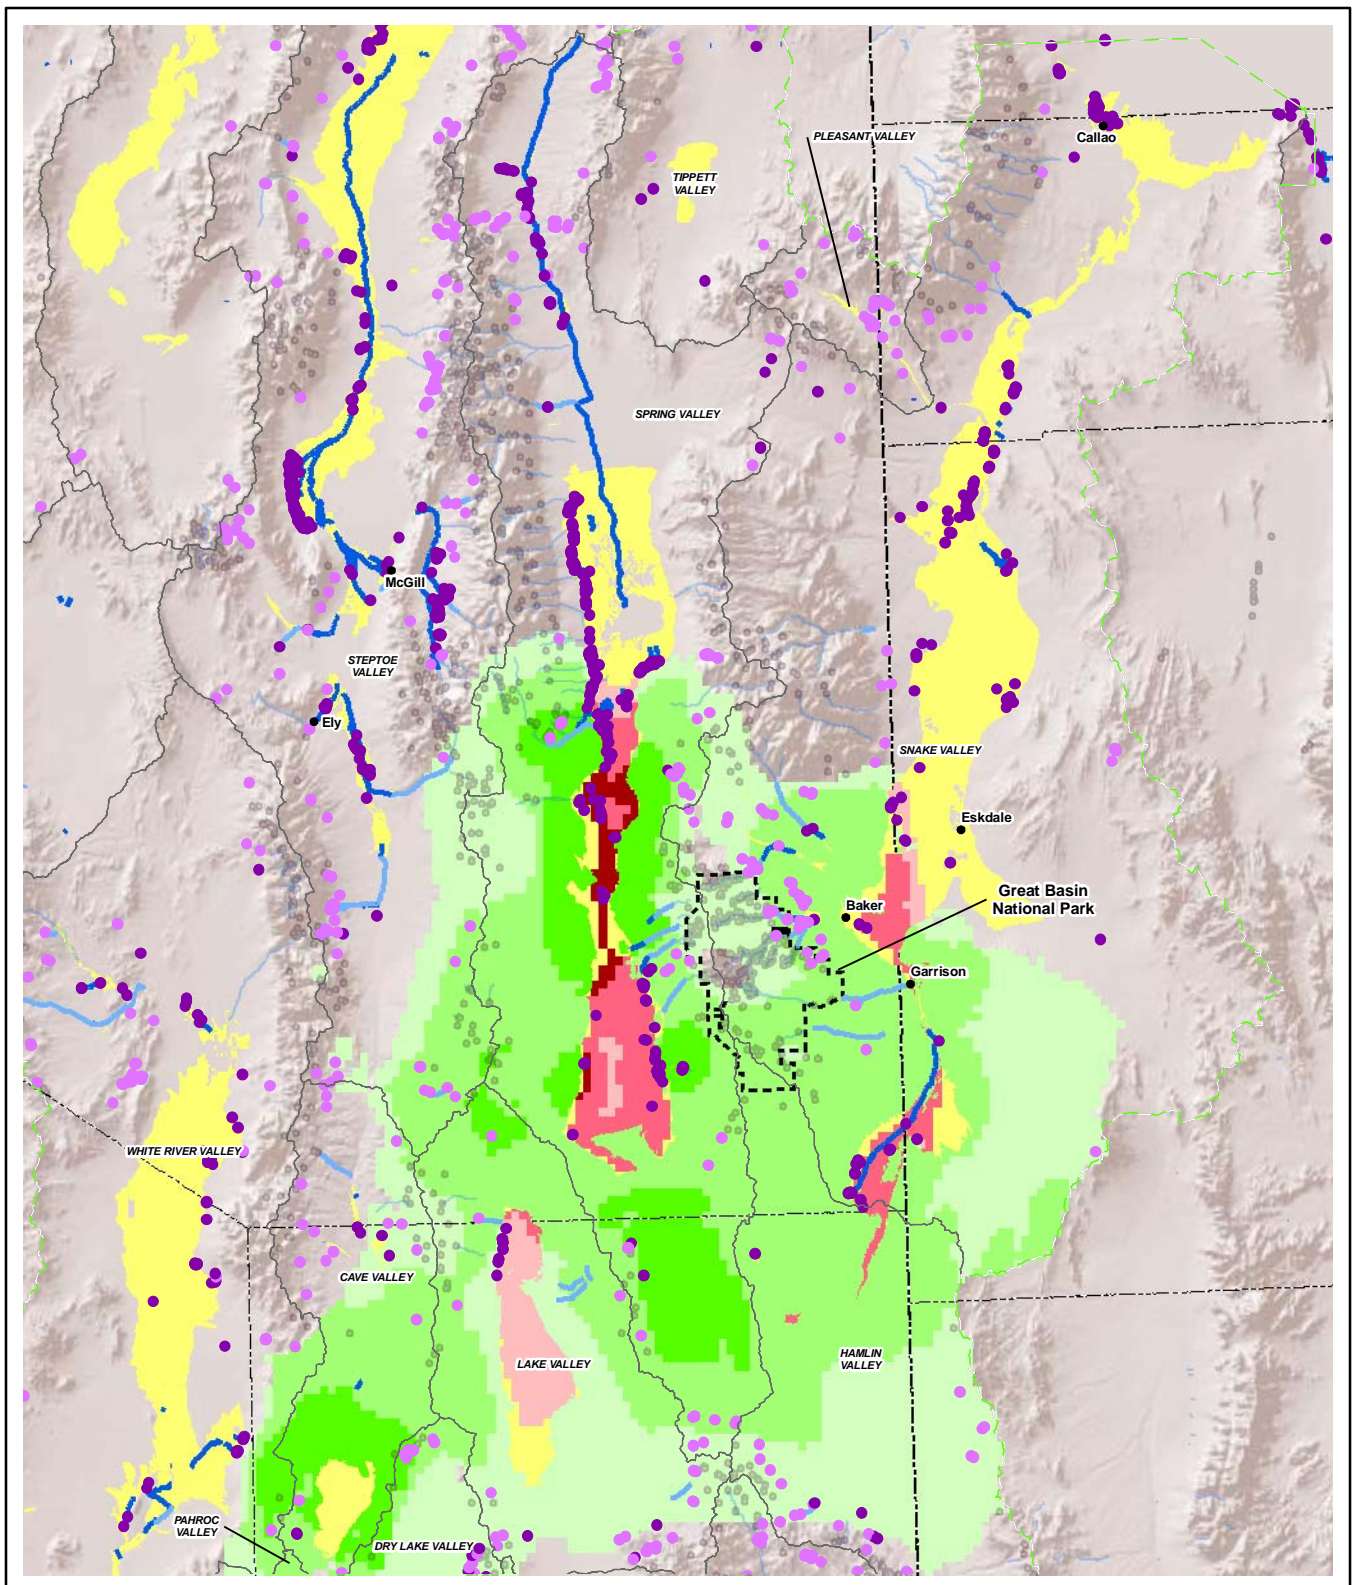 PLEASANT VALLEY
Callao
TIPPETT
VALLEY
SPRING VALLEY
McGill
STEPTOE
VALLEY
Ely
SNAKE VALLEY
Eskdale
Great Basin
National Park
Baker
Garrison
WHITE RIVER VALLEY
CAVE VALLEY
LAKE VALLEY
HAMLIN
VALLEY
PAHROC
VALLEY
DRY LAKE VALLEY